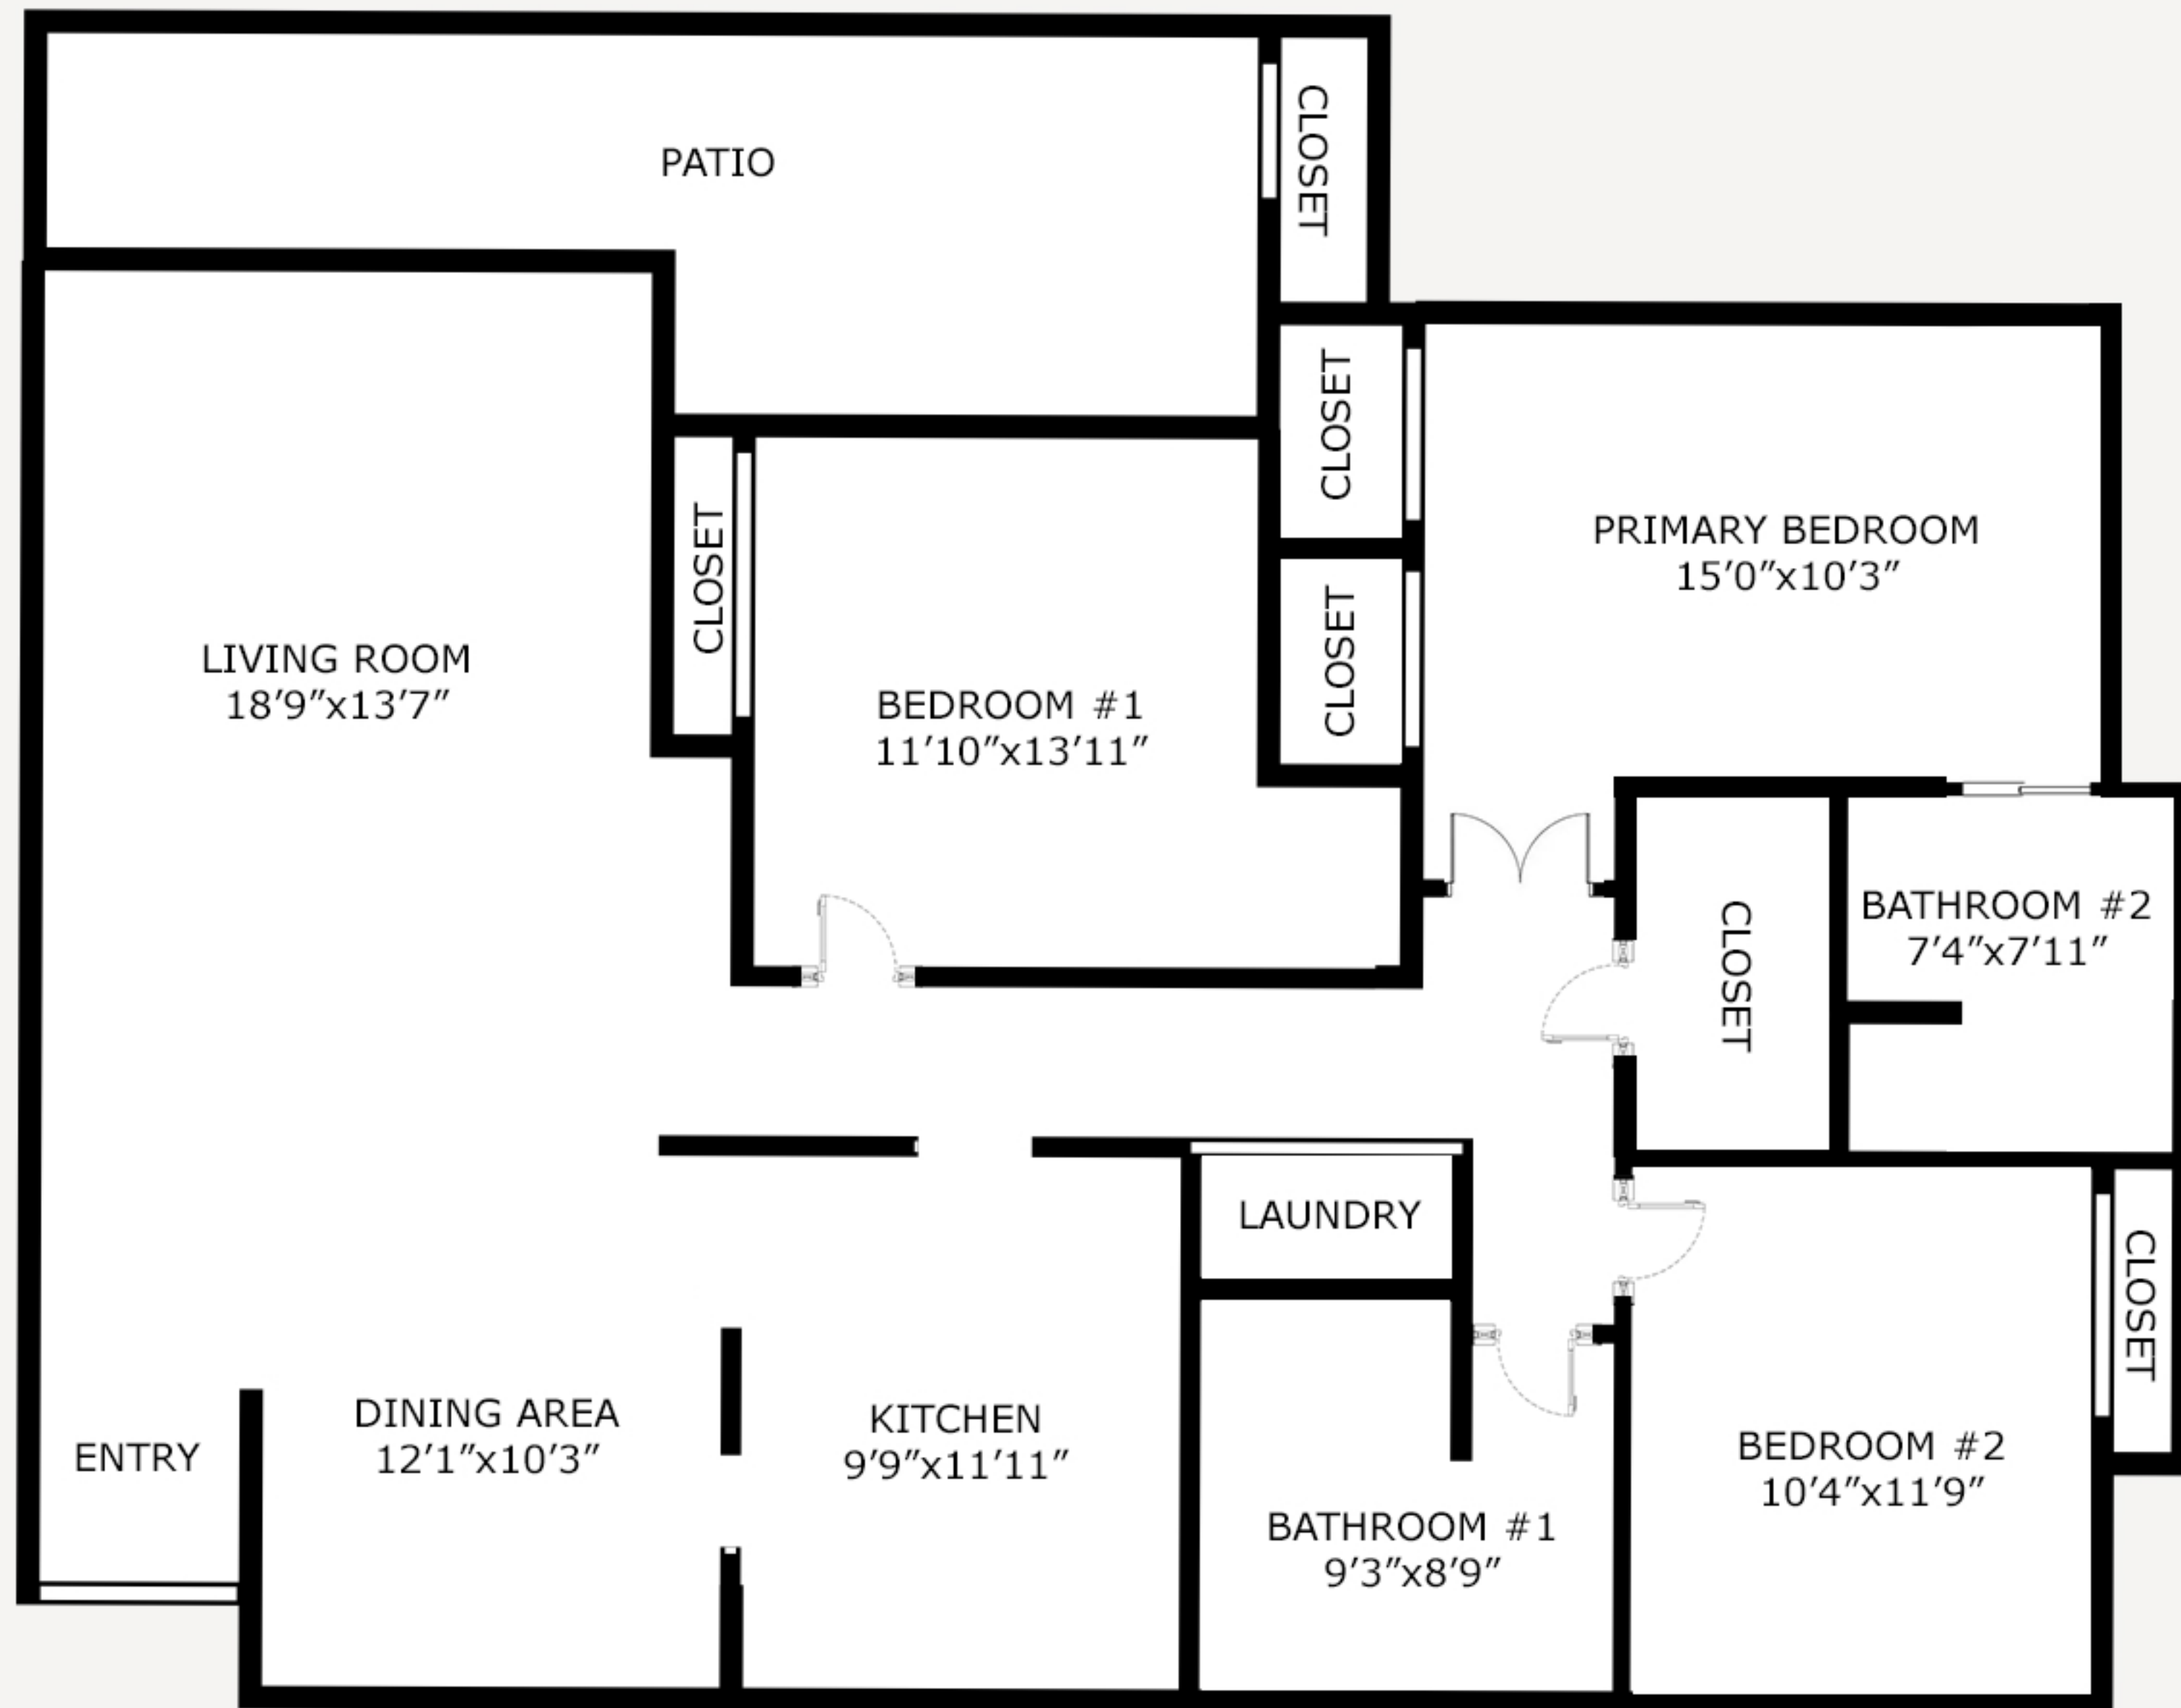 PATIO
CLOSET
CLOSET
CLOSET
CLOSET
PRIMARY BEDROOM
15'0"x10'3"
LIVING ROOM
18'9"x13'7"
BEDROOM #1
11'10"x13'11"
CLOSET
BATHROOM #2
7'4"x7'11"
LAUNDRY
CLOSET
ENTRY
DINING AREA
12'1"x10'3"
KITCHEN
9'9"x11'11"
BATHROOM #1
9'3"x8'9"
BEDROOM #2
10'4"x11'9"